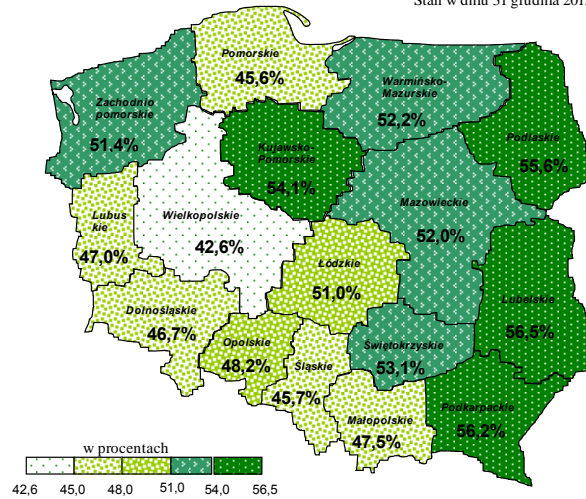 Stan w dniu 31 grudnia 201
Pomorskie
45,6%
Warmińsko-
Mazurskie
52,2%
Zachodnio
pomorskie
51,4%
Podlaskie
55,6%
Kujawsko-
Pomorskie
54,1%
Lubus
kie
47,0%
Wielkopolskie
42,6%
Mazowieckie
52,0%
Łódzkie
51,0%
Lubelskie
56,5%
Dolnośląskie
46,7%
Opolskie
48,2%
Śląskie
45,7%
Świętokrzyskie
53,1%
Małopolskie
47,5%
Podkarpackie
56,2%
w procentach
42,6 45,0 48,0 51,0 54,0 56,5